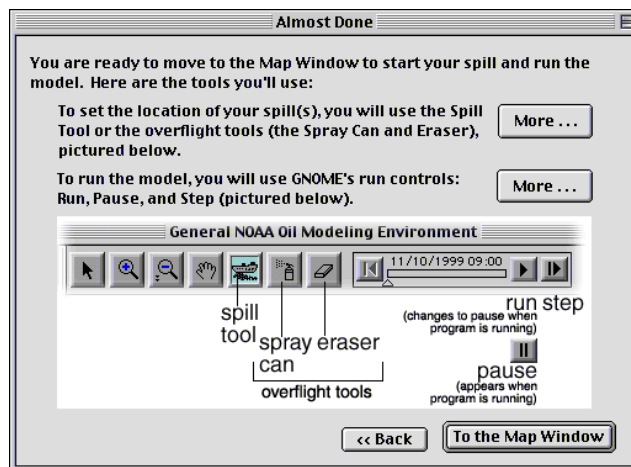 Almost Done
You are ready to move to the Map Window to start your spill and run the
model. Here are the tools you'll use:
To set the location of your spill(s), you will use the Spill
Tool or the overflight tools (the Spray Can and Eraser),
pictured below.
More ...
To run the model, you will use GNOME's run controls:
Run, Pause, and Step (pictured below).
More ...
General NOAA Oil Modeling Environment
11/10/1999 09:00
spill
tool
spray
can
eraser
overflight tools
run
(changes to pause when
program is running)
step
pause
(appears when
program is running)
<< Back
To the Map Window